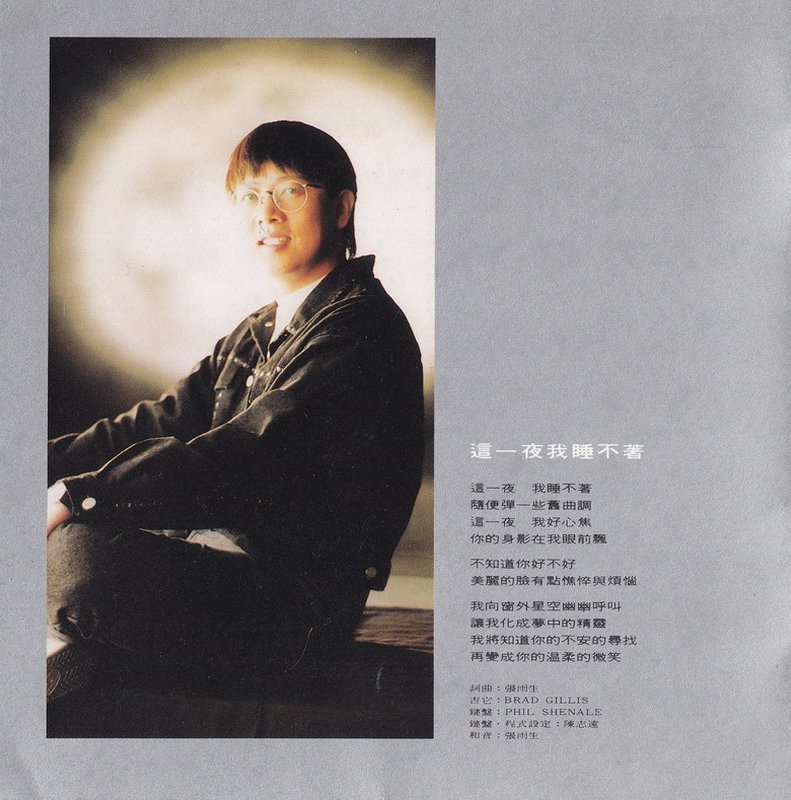 這一夜我睡不著
這一夜　我睡不著
隨便彈一些舊曲調
這一夜　我好心焦
你的身影在我眼前飄
不知道你好不好
美麗的臉有點憔悴與煩惱
我向窗外星空幽幽呼叫
讓我化成夢中的精靈
我將知道你的不安的尋找
再變成你的温柔的微笑
詞曲：張雨生
吉它：BRAD GILLIS
鍵盤：PHIL SHENALE
鍵盤・程式設定：陳志遠
和音：張雨生